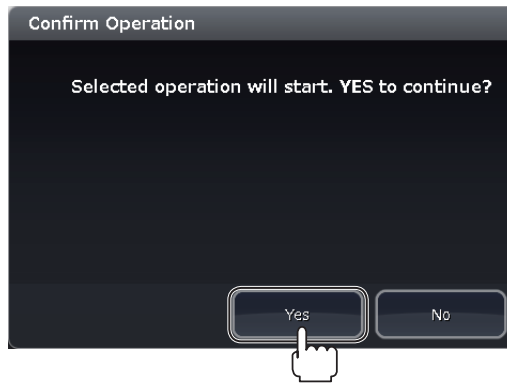 Confirm Operation
Selected operation will start. YES to continue?
Yes
No